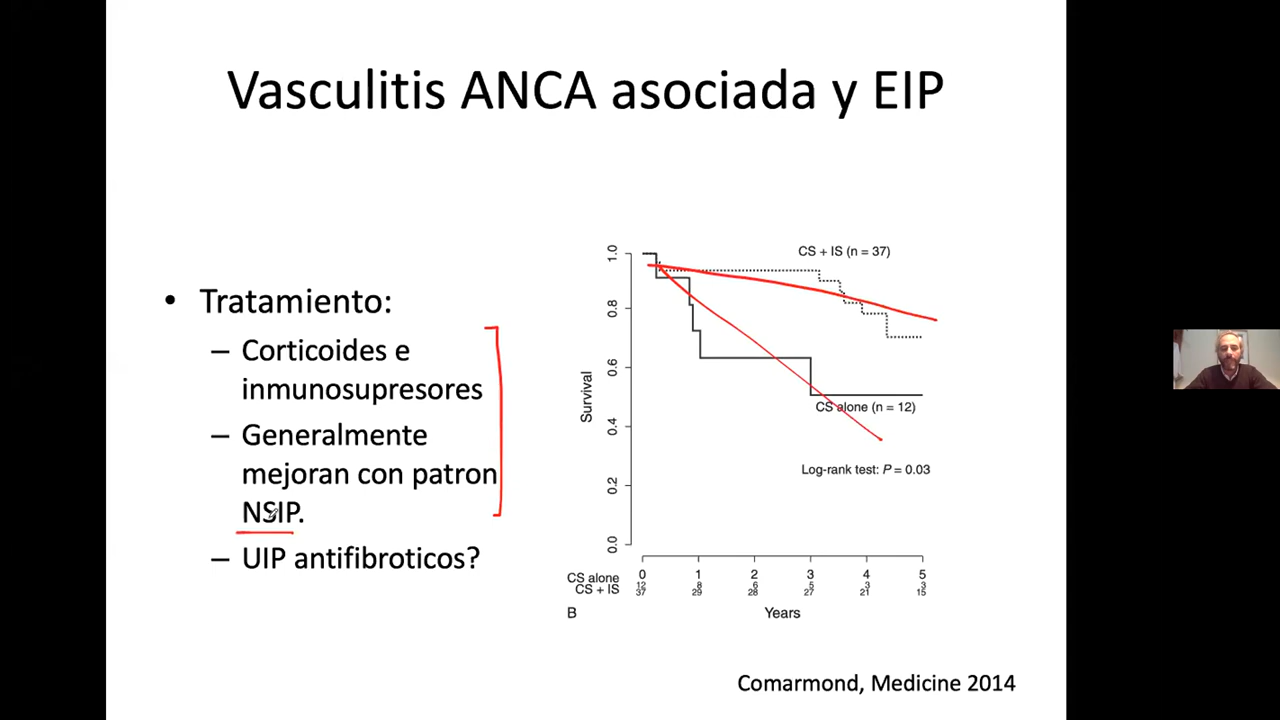 Vasculitis ANCA asociada y EIP
• Tratamiento:
– Corticoides e
inmunosupresores
– Generalmente
mejoran con patron
NSIP.
– UIP antifibroticos?
CS + IS (n = 37)
CS alone (n = 12)
Log-rank test: P = 0.03
Survival
1.0
0.8
0.6
0.4
0.2
0.0
0 1 2 3 4 5
CS alone 12 8 6 5 3 3
CS + IS 37 29 28 27 21 15
B Years
Comarmond, Medicine 2014